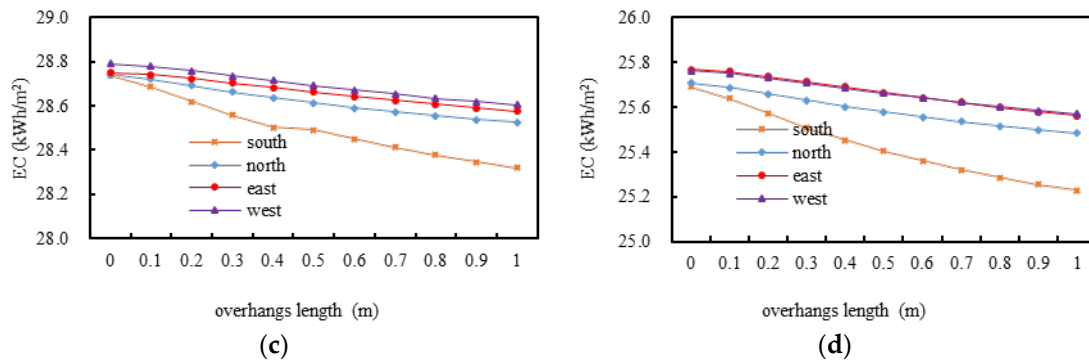 29.0
28.8
28.6
28.4
28.2
28.0
EC (kWh/m²)
south
north
east
west
0 0.1 0.2 0.3 0.4 0.5 0.6 0.7 0.8 0.9 1
overhangs length (m)
(c)
26.0
25.8
25.6
25.4
25.2
25.0
EC (kWh/m²)
south
north
east
west
0 0.1 0.2 0.3 0.4 0.5 0.6 0.7 0.8 0.9 1
overhangs length (m)
(d)